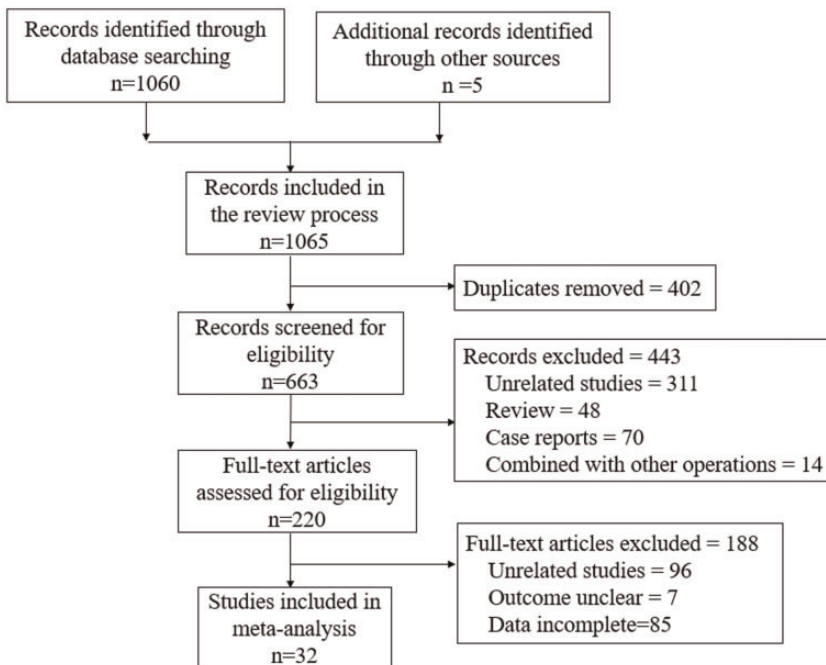 Records identified through
database searching
n=1060
Additional records identified
through other sources
n =5
Records included in
the review process
n=1065
Duplicates removed = 402
Records screened for
eligibility
n=663
Records excluded = 443
Unrelated studies = 311
Review = 48
Case reports = 70
Combined with other operations = 14
Full-text articles
assessed for eligibility
n=220
Full-text articles excluded = 188
Unrelated studies = 96
Outcome unclear = 7
Data incomplete=85
Studies included in
meta-analysis
n=32